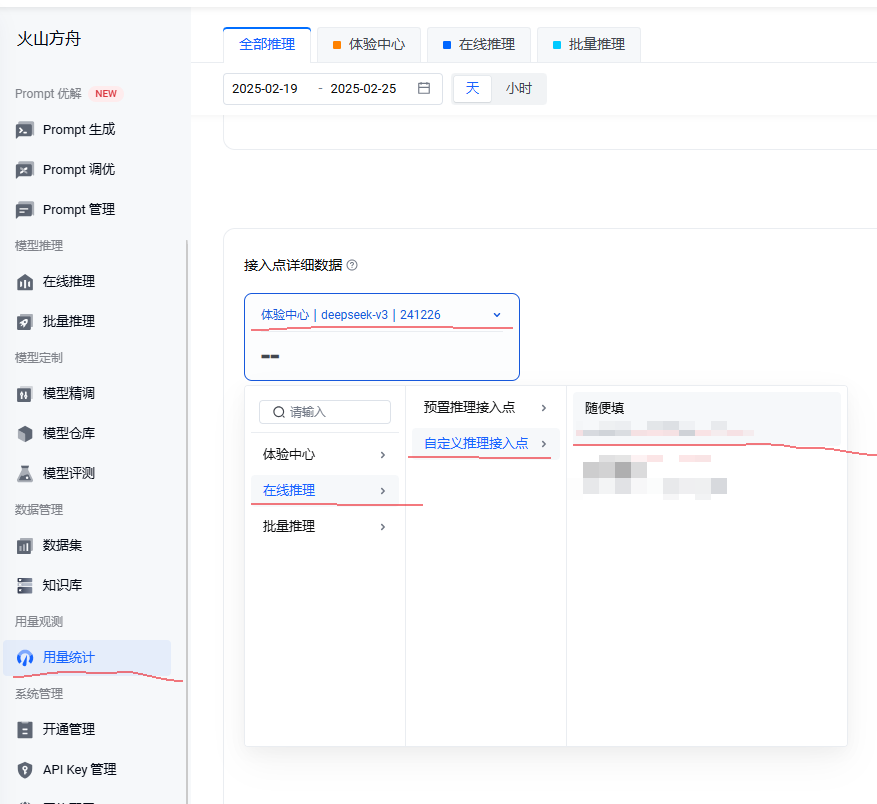 火山方舟
Prompt 优解 NEW
Prompt 生成
Prompt 调优
Prompt 管理
模型推理
在线推理
批量推理
模型定制
模型精调
模型仓库
模型评测
数据管理
数据集
知识库
用量观测
用量统计
系统管理
开通管理
API Key 管理
全部推理 体验中心 在线推理 批量推理
2025-02-19 - 2025-02-25 天 小时
接入点详细数据
体验中心 | deepseek-v3 | 241226
--
请输入
体验中心
在线推理
批量推理
预置推理接入点
自定义推理接入点
随便填